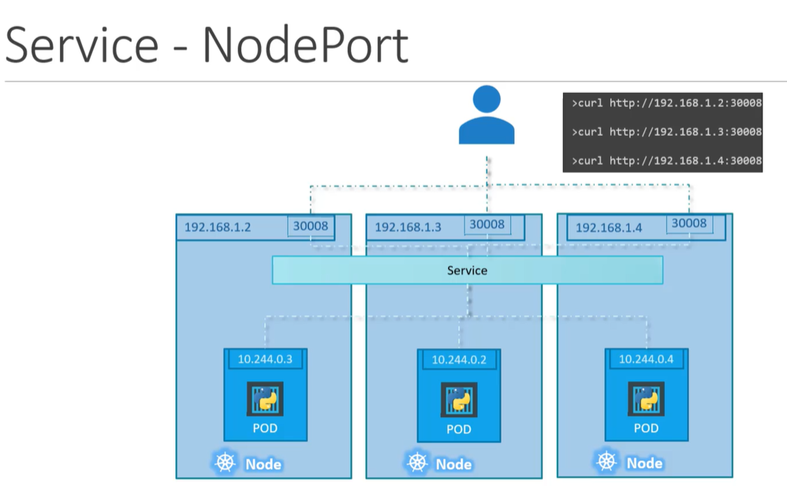 Service - NodePort
>curl http://192.168.1.2:30008
>curl http://192.168.1.3:30008
>curl http://192.168.1.4:30008
192.168.1.2 30008
192.168.1.3 30008
192.168.1.4 30008
Service
10.244.0.3
POD
Node
10.244.0.2
POD
Node
10.244.0.4
POD
Node